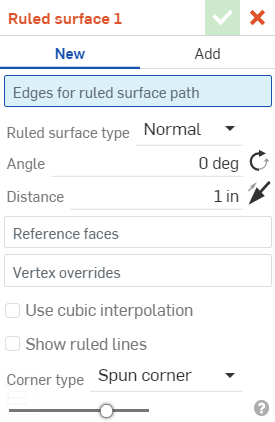 Ruled surface 1
New Add
Edges for ruled surface path
Ruled surface type Normal
Angle 0 deg
Distance 1 in
Reference faces
Vertex overrides
Use cubic interpolation
Show ruled lines
Corner type Spun corner
?